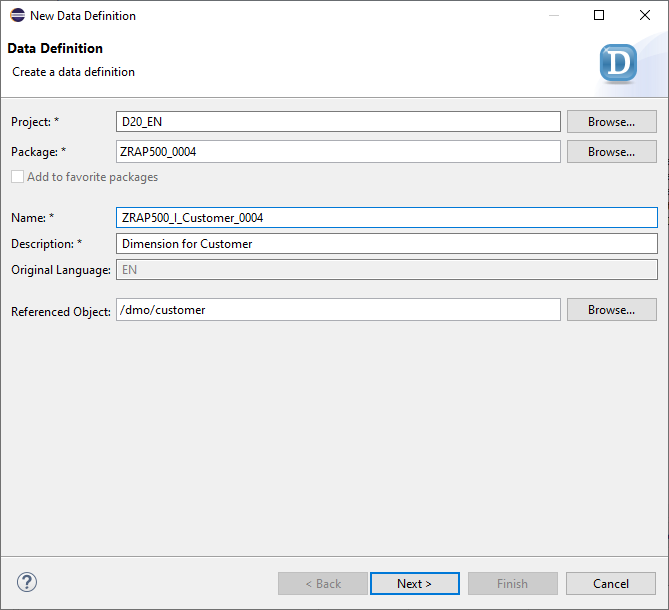 New Data Definition
Data Definition
Create a data definition
D
Project: * D20_EN Browse...
Package: * ZRAP500_0004 Browse...
Add to favorite packages
Name: * ZRAP500_I_Customer_0004
Description: * Dimension for Customer
Original Language: EN
Referenced Object: /dmo/customer Browse...
? < Back Next > Finish Cancel